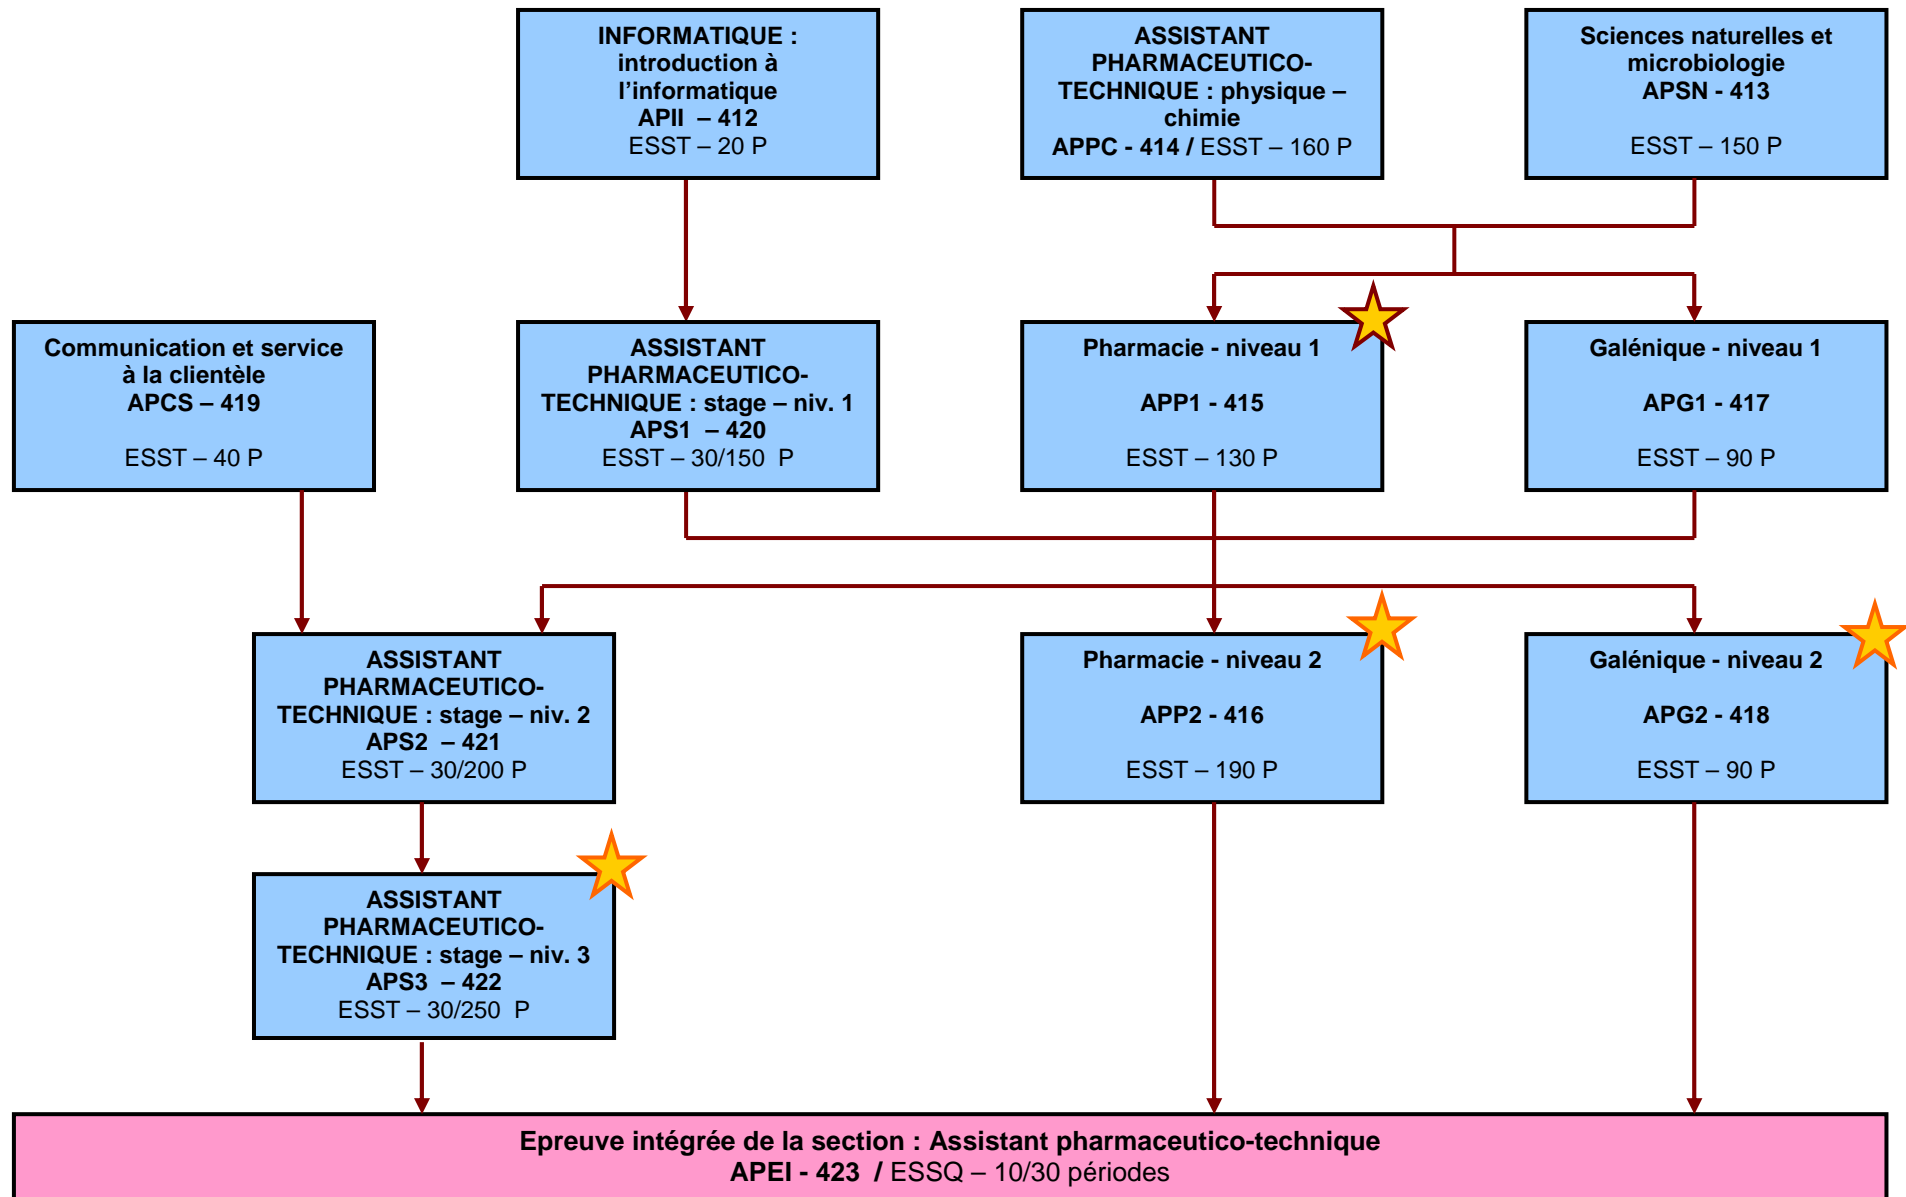 INFORMATIQUE :
introduction à
l’informatique
APII – 412
ESST – 20 P
ASSISTANT
PHARMACEUTICO-
TECHNIQUE : physique –
chimie
APPC - 414 / ESST – 160 P
Sciences naturelles et
microbiologie
APSN - 413
ESST – 150 P
Communication et service
à la clientèle
APCS – 419
ESST – 40 P
ASSISTANT
PHARMACEUTICO-
TECHNIQUE : stage – niv. 1
APS1 – 420
ESST – 30/150 P
Pharmacie - niveau 1
APP1 - 415
ESST – 130 P
Galénique - niveau 1
APG1 - 417
ESST – 90 P
ASSISTANT
PHARMACEUTICO-
TECHNIQUE : stage – niv. 2
APS2 – 421
ESST – 30/200 P
Pharmacie - niveau 2
APP2 - 416
ESST – 190 P
Galénique - niveau 2
APG2 - 418
ESST – 90 P
ASSISTANT
PHARMACEUTICO-
TECHNIQUE : stage – niv. 3
APS3 – 422
ESST – 30/250 P
Epreuve intégrée de la section : Assistant pharmaceutico-technique
APEI - 423 / ESSQ – 10/30 périodes